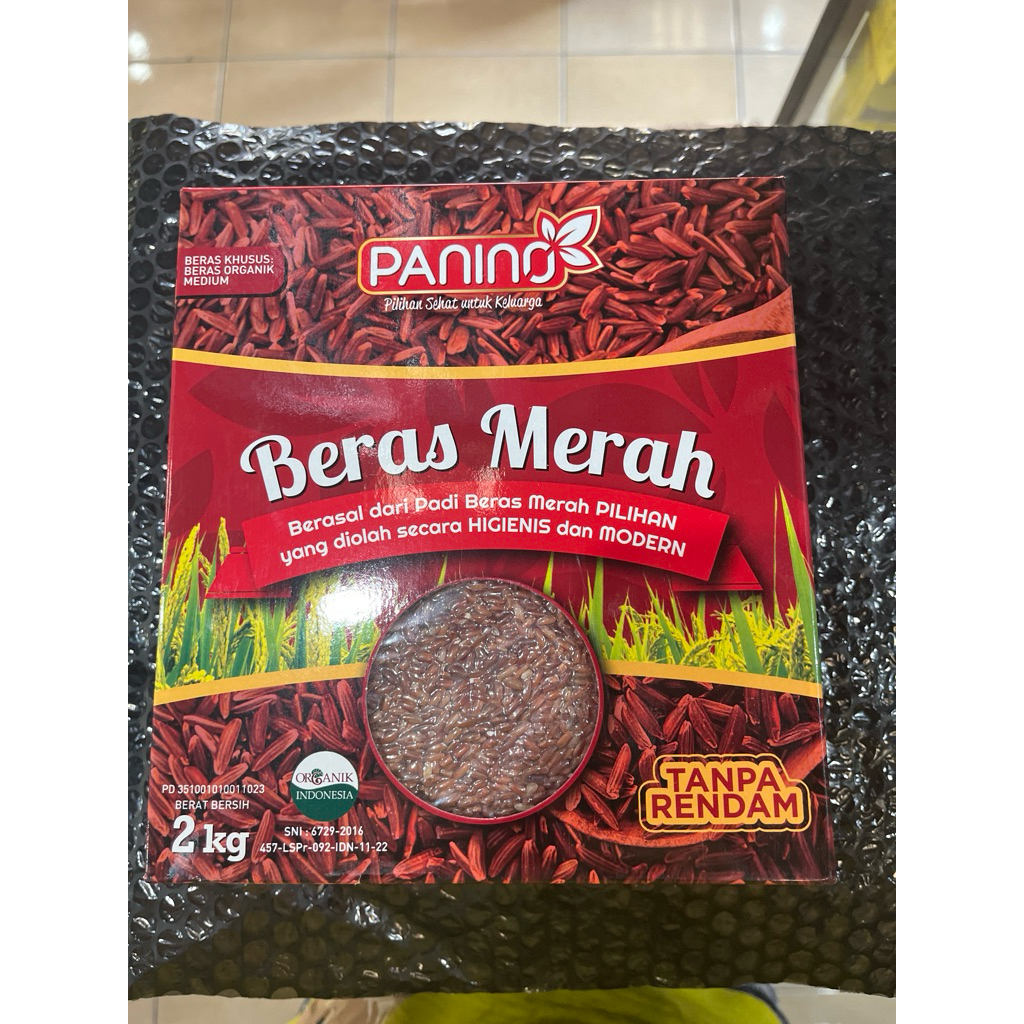 BERAS KHUSUS:
BERAS ORGANIK
MEDIUM
PANINO
Pilihan Sehat untuk Keluarga
Beras Merah
Berasal dari Padi Beras Merah PILIHAN
yang diolah secara HIGIENIS dan MODERN
PD 351001010011023
BERAT BERSIH
2 kg
ORGANIK
INDONESIA
SNI : 6729-2016
457-LSPr-092-IDN-11-22
TANPA
RENDAM